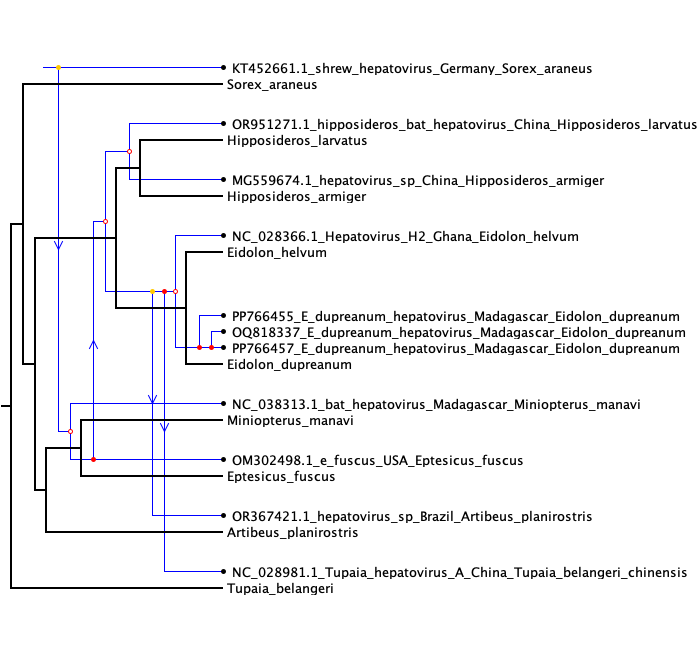 KT452661.1_shrew_hepatovirus_Germany_Sorex_araneus
Sorex_araneus
OR951271.1_hipposideros_bat_hepatovirus_China_Hipposideros_larvatus
Hipposideros_larvatus
MG559674.1_hepatovirus_sp_China_Hipposideros_armiger
Hipposideros_armiger
NC_028366.1_Hepatovirus_H2_Ghana_Eidolon_helvum
Eidolon_helvum
PP766455_E_dupreanum_hepatovirus_Madagascar_Eidolon_dupreanum
OQ818337_E_dupreanum_hepatovirus_Madagascar_Eidolon_dupreanum
PP766457_E_dupreanum_hepatovirus_Madagascar_Eidolon_dupreanum
Eidolon_dupreanum
NC_038313.1_bat_hepatovirus_Madagascar_Miniopterus_manavi
Miniopterus_manavi
OM302498.1_e_fuscus_USA_Eptesicus_fuscus
Eptesicus_fuscus
OR367421.1_hepatovirus_sp_Brazil_Artibeus_planirostris
Artibeus_planirostris
NC_028981.1_Tupaia_hepatovirus_A_China_Tupaia_belangeri_chinensis
Tupaia_belangeri